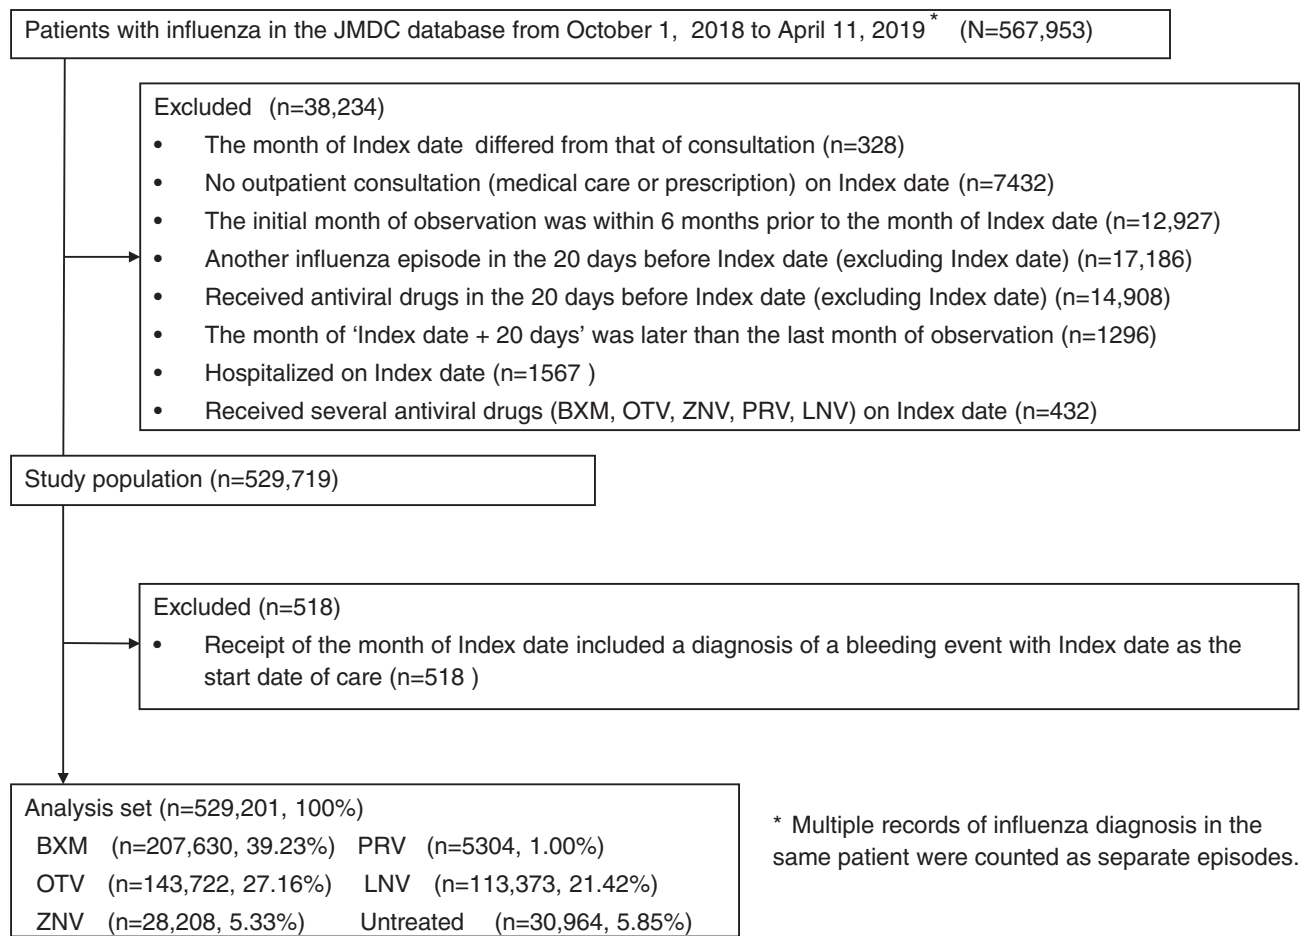 Patients with influenza in the JMDC database from October 1, 2018 to April 11, 2019* (N=567,953)
Excluded (n=38,234)
• The month of Index date differed from that of consultation (n=328)
• No outpatient consultation (medical care or prescription) on Index date (n=7432)
• The initial month of observation was within 6 months prior to the month of Index date (n=12,927)
• Another influenza episode in the 20 days before Index date (excluding Index date) (n=17,186)
• Received antiviral drugs in the 20 days before Index date (excluding Index date) (n=14,908)
• The month of ‘Index date + 20 days’ was later than the last month of observation (n=1296)
• Hospitalized on Index date (n=1567 )
• Received several antiviral drugs (BXM, OTV, ZNV, PRV, LNV) on Index date (n=432)
Study population (n=529,719)
Excluded (n=518)
• Receipt of the month of Index date included a diagnosis of a bleeding event with Index date as the
start date of care (n=518 )
Analysis set (n=529,201, 100%)
BXM (n=207,630, 39.23%) PRV (n=5304, 1.00%)
OTV (n=143,722, 27.16%) LNV (n=113,373, 21.42%)
ZNV (n=28,208, 5.33%) Untreated (n=30,964, 5.85%)
* Multiple records of influenza diagnosis in the
same patient were counted as separate episodes.